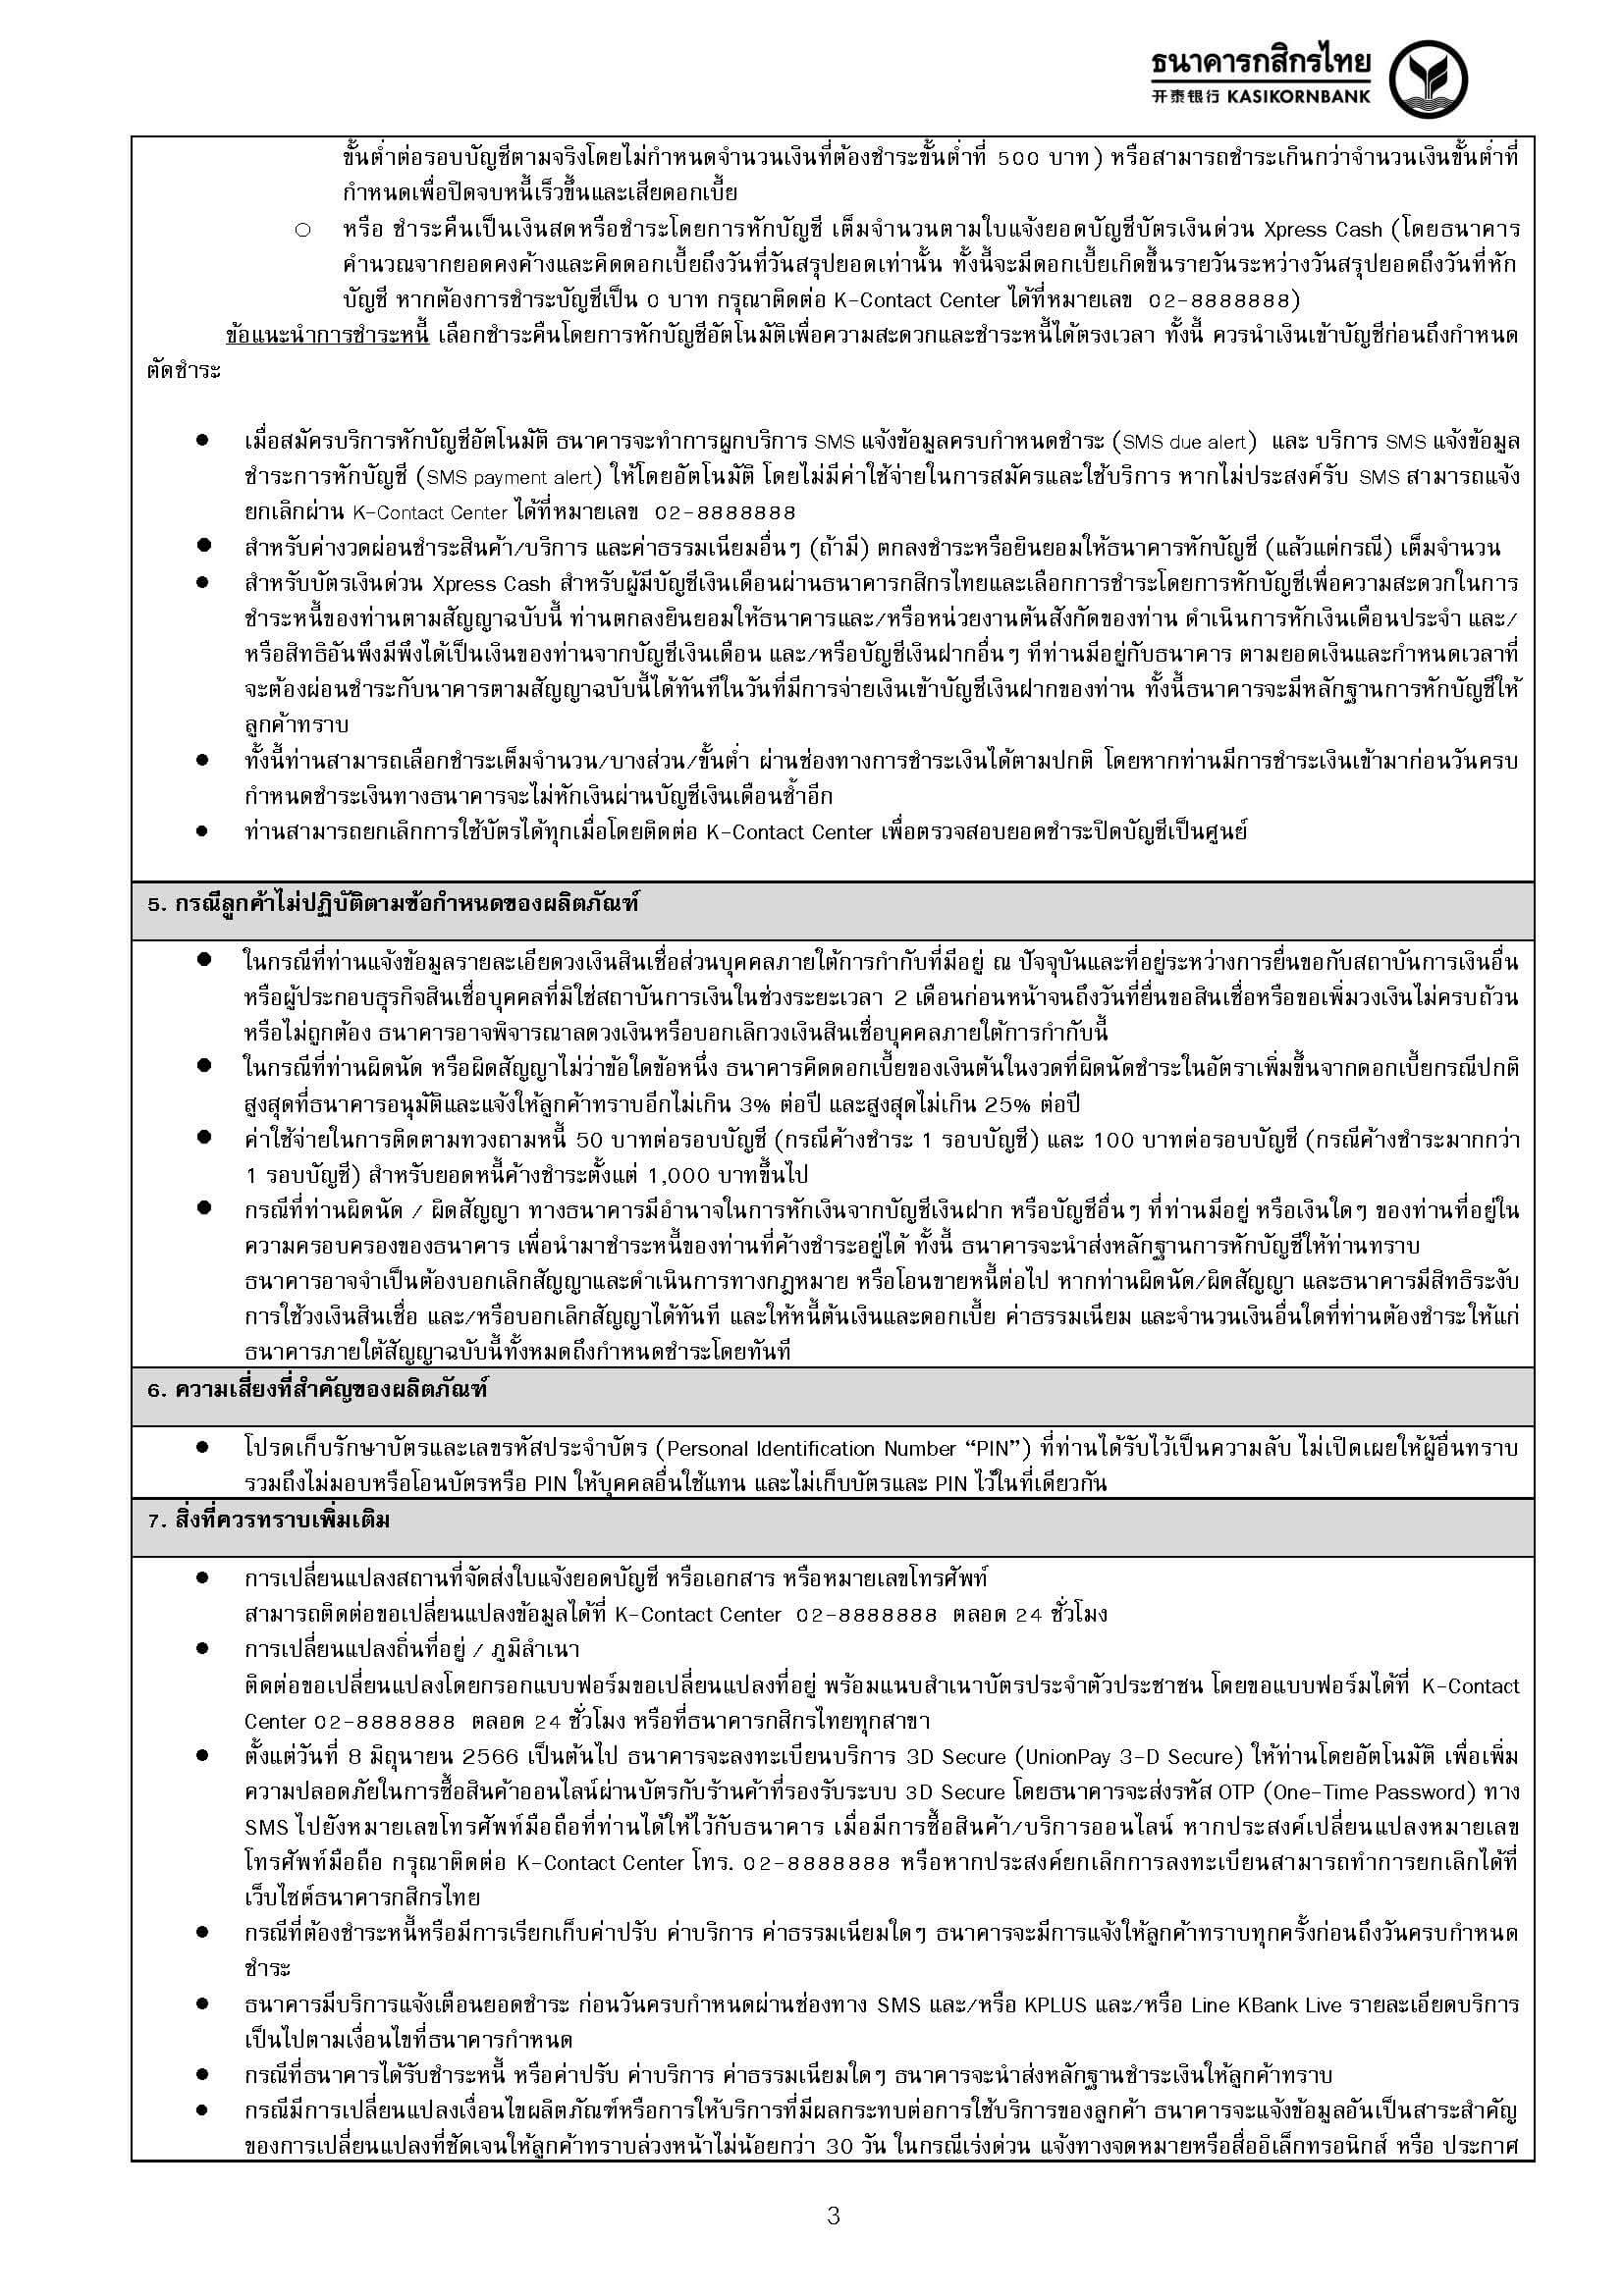 ธนาคารกสิกรไทย
开泰银行 KASIKORNBANK
ขั้นต่ำต่อรอบบัญชีตามจริงโดยไม่กำหนดจำนวนเงินที่ต้องชำระขั้นต่ำที่ 500 บาท) หรือสามารถชำระเกินกว่าจำนวนเงินขั้นต่ำที่
กำหนดเพื่อปิดจบหนี้เร็วขึ้นและเสียดอกเบี้ย
○ หรือ ชำระคืนเป็นเงินสดหรือชำระโดยการหักบัญชี เต็มจำนวนตามใบแจ้งยอดบัญชีบัตรเงินด่วน Xpress Cash (โดยธนาคาร
คำนวณจากยอดคงค้างและคิดดอกเบี้ยถึงวันที่วันสรุปยอดเท่านั้น ทั้งนี้จะมีดอกเบี้ยเกิดขึ้นรายวันระหว่างวันสรุปยอดถึงวันที่หัก
บัญชี หากต้องการชำระบัญชีเป็น 0 บาท กรุณาติดต่อ K-Contact Center ได้ที่หมายเลข 02-8888888)
ข้อแนะนำการชำระหนี้ เลือกชำระคืนโดยการหักบัญชีอัตโนมัติเพื่อความสะดวกและชำระหนี้ได้ตรงเวลา ทั้งนี้ ควรนำเงินเข้าบัญชีก่อนถึงกำหนด
ตัดชำระ
● เมื่อสมัครบริการหักบัญชีอัตโนมัติ ธนาคารจะทำการผูกบริการ SMS แจ้งข้อมูลครบกำหนดชำระ (SMS due alert) และ บริการ SMS แจ้งข้อมูล
ชำระการหักบัญชี (SMS payment alert) ให้โดยอัตโนมัติ โดยไม่มีค่าใช้จ่ายในการสมัครและใช้บริการ หากไม่ประสงค์รับ SMS สามารถแจ้ง
ยกเลิกผ่าน K-Contact Center ได้ที่หมายเลข 02-8888888
● สำหรับค่างวดผ่อนชำระสินค้า/บริการ และค่าธรรมเนียมอื่นๆ (ถ้ามี) ตกลงชำระหรือยินยอมให้ธนาคารหักบัญชี (แล้วแต่กรณี) เต็มจำนวน
● สำหรับบัตรเงินด่วน Xpress Cash สำหรับผู้มีบัญชีเงินเดือนผ่านธนาคารกสิกรไทยและเลือกการชำระโดยการหักบัญชีเพื่อความสะดวกในการ
ชำระหนี้ของท่านตามสัญญาฉบับนี้ ท่านตกลงยินยอมให้ธนาคารและ/หรือหน่วยงานต้นสังกัดของท่าน ดำเนินการหักเงินเดือนประจำ และ/
หรือสิทธิอันพึงมีพึงได้เป็นเงินของท่านจากบัญชีเงินเดือน และ/หรือบัญชีเงินฝากอื่นๆ ที่ท่านมีอยู่กับธนาคาร ตามยอดเงินและกำหนดเวลาที่
จะต้องผ่อนชำระกับนาคารตามสัญญาฉบับนี้ได้ทันทีในวันที่มีการจ่ายเงินเข้าบัญชีเงินฝากของท่าน ทั้งนี้ธนาคารจะมีหลักฐานการหักบัญชีให้
ลูกค้าทราบ
● ทั้งนี้ท่านสามารถเลือกชำระเต็มจำนวน/บางส่วน/ขั้นต่ำ ผ่านช่องทางการชำระเงินได้ตามปกติ โดยหากท่านมีการชำระเงินเข้ามาก่อนวันครบ
กำหนดชำระเงินทางธนาคารจะไม่หักเงินผ่านบัญชีเงินเดือนซ้ำอีก
● ท่านสามารถยกเลิกการใช้บัตรได้ทุกเมื่อโดยติดต่อ K-Contact Center เพื่อตรวจสอบยอดชำระปิดบัญชีเป็นศูนย์
5. กรณีลูกค้าไม่ปฏิบัติตามข้อกำหนดของผลิตภัณฑ์
● ในกรณีที่ท่านแจ้งข้อมูลรายละเอียดวงเงินสินเชื่อส่วนบุคคลภายใต้การกำกับที่มีอยู่ ณ ปัจจุบันและที่อยู่ระหว่างการยื่นขอกับสถาบันการเงินอื่น
หรือผู้ประกอบธุรกิจสินเชื่อบุคคลที่มิใช่สถาบันการเงินในช่วงระยะเวลา 2 เดือนก่อนหน้าจนถึงวันที่ยื่นขอสินเชื่อหรือขอเพิ่มวงเงินไม่ครบถ้วน
หรือไม่ถูกต้อง ธนาคารอาจพิจารณาลดวงเงินหรือบอกเลิกวงเงินสินเชื่อบุคคลภายใต้การกำกับนี้
● ในกรณีที่ท่านผิดนัด หรือผิดสัญญาไม่ว่าข้อใดข้อหนึ่ง ธนาคารคิดดอกเบี้ยของเงินต้นในงวดที่ผิดนัดชำระในอัตราเพิ่มขึ้นจากดอกเบี้ยกรณีปกติ
สูงสุดที่ธนาคารอนุมัติและแจ้งให้ลูกค้าทราบอีกไม่เกิน 3% ต่อปี และสูงสุดไม่เกิน 25% ต่อปี
● ค่าใช้จ่ายในการติดตามทวงถามหนี้ 50 บาทต่อรอบบัญชี (กรณีค้างชำระ 1 รอบบัญชี) และ 100 บาทต่อรอบบัญชี (กรณีค้างชำระมากกว่า
1 รอบบัญชี) สำหรับยอดหนี้ค้างชำระตั้งแต่ 1,000 บาทขึ้นไป
● กรณีที่ท่านผิดนัด / ผิดสัญญา ทางธนาคารมีอำนาจในการหักเงินจากบัญชีเงินฝาก หรือบัญชีอื่นๆ ที่ท่านมีอยู่ หรือเงินใดๆ ของท่านที่อยู่ใน
ความครอบครองของธนาคาร เพื่อนำมาชำระหนี้ของท่านที่ค้างชำระอยู่ได้ ทั้งนี้ ธนาคารจะนำส่งหลักฐานการหักบัญชีให้ท่านทราบ
ธนาคารอาจจำเป็นต้องบอกเลิกสัญญาและดำเนินการทางกฎหมาย หรือโอนขายหนี้ต่อไป หากท่านผิดนัด/ผิดสัญญา และธนาคารมีสิทธิระงับ
การใช้วงเงินสินเชื่อ และ/หรือบอกเลิกสัญญาได้ทันที และให้หนี้ต้นเงินและดอกเบี้ย ค่าธรรมเนียม และจำนวนเงินอื่นใดที่ท่านต้องชำระให้แก่
ธนาคารภายใต้สัญญาฉบับนี้ทั้งหมดถึงกำหนดชำระโดยทันที
6. ความเสี่ยงที่สำคัญของผลิตภัณฑ์
● โปรดเก็บรักษาบัตรและเลขรหัสประจำบัตร (Personal Identification Number “PIN”) ที่ท่านได้รับไว้เป็นความลับ ไม่เปิดเผยให้ผู้อื่นทราบ
รวมถึงไม่มอบหรือโอนบัตรหรือ PIN ให้บุคคลอื่นใช้แทน และไม่เก็บบัตรและ PIN ไว้ในที่เดียวกัน
7. สิ่งที่ควรทราบเพิ่มเติม
● การเปลี่ยนแปลงสถานที่จัดส่งใบแจ้งยอดบัญชี หรือเอกสาร หรือหมายเลขโทรศัพท์
สามารถติดต่อขอเปลี่ยนแปลงข้อมูลได้ที่ K-Contact Center 02-8888888 ตลอด 24 ชั่วโมง
● การเปลี่ยนแปลงถิ่นที่อยู่ / ภูมิลำเนา
ติดต่อขอเปลี่ยนแปลงโดยกรอกแบบฟอร์มขอเปลี่ยนแปลงที่อยู่ พร้อมแนบสำเนาบัตรประจำตัวประชาชน โดยขอแบบฟอร์มได้ที่ K-Contact
Center 02-8888888 ตลอด 24 ชั่วโมง หรือที่ธนาคารกสิกรไทยทุกสาขา
● ตั้งแต่วันที่ 8 มิถุนายน 2566 เป็นต้นไป ธนาคารจะลงทะเบียนบริการ 3D Secure (UnionPay 3-D Secure) ให้ท่านโดยอัตโนมัติ เพื่อเพิ่ม
ความปลอดภัยในการซื้อสินค้าออนไลน์ผ่านบัตรกับร้านค้าที่รองรับระบบ 3D Secure โดยธนาคารจะส่งรหัส OTP (One-Time Password) ทาง
SMS ไปยังหมายเลขโทรศัพท์มือถือที่ท่านได้ให้ไว้กับธนาคาร เมื่อมีการซื้อสินค้า/บริการออนไลน์ หากประสงค์เปลี่ยนแปลงหมายเลข
โทรศัพท์มือถือ กรุณาติดต่อ K-Contact Center โทร. 02-8888888 หรือหากประสงค์ยกเลิกการลงทะเบียนสามารถทำการยกเลิกได้ที่
เว็บไซต์ธนาคารกสิกรไทย
● กรณีที่ต้องชำระหนี้หรือมีการเรียกเก็บค่าปรับ ค่าบริการ ค่าธรรมเนียมใดๆ ธนาคารจะมีการแจ้งให้ลูกค้าทราบทุกครั้งก่อนถึงวันครบกำหนด
ชำระ
● ธนาคารมีบริการแจ้งเตือนยอดชำระ ก่อนวันครบกำหนดผ่านช่องทาง SMS และ/หรือ KPLUS และ/หรือ Line KBank Live รายละเอียดบริการ
เป็นไปตามเงื่อนไขที่ธนาคารกำหนด
● กรณีที่ธนาคารได้รับชำระหนี้ หรือค่าปรับ ค่าบริการ ค่าธรรมเนียมใดๆ ธนาคารจะนำส่งหลักฐานชำระเงินให้ลูกค้าทราบ
● กรณีมีการเปลี่ยนแปลงเงื่อนไขผลิตภัณฑ์หรือการให้บริการที่มีผลกระทบต่อการใช้บริการของลูกค้า ธนาคารจะแจ้งข้อมูลอันเป็นสาระสำคัญ
ของการเปลี่ยนแปลงที่ชัดเจนให้ลูกค้าทราบล่วงหน้าไม่น้อยกว่า 30 วัน ในกรณีเร่งด่วน แจ้งทางจดหมายหรือสื่ออิเล็กทรอนิกส์ หรือ ประกาศ
3